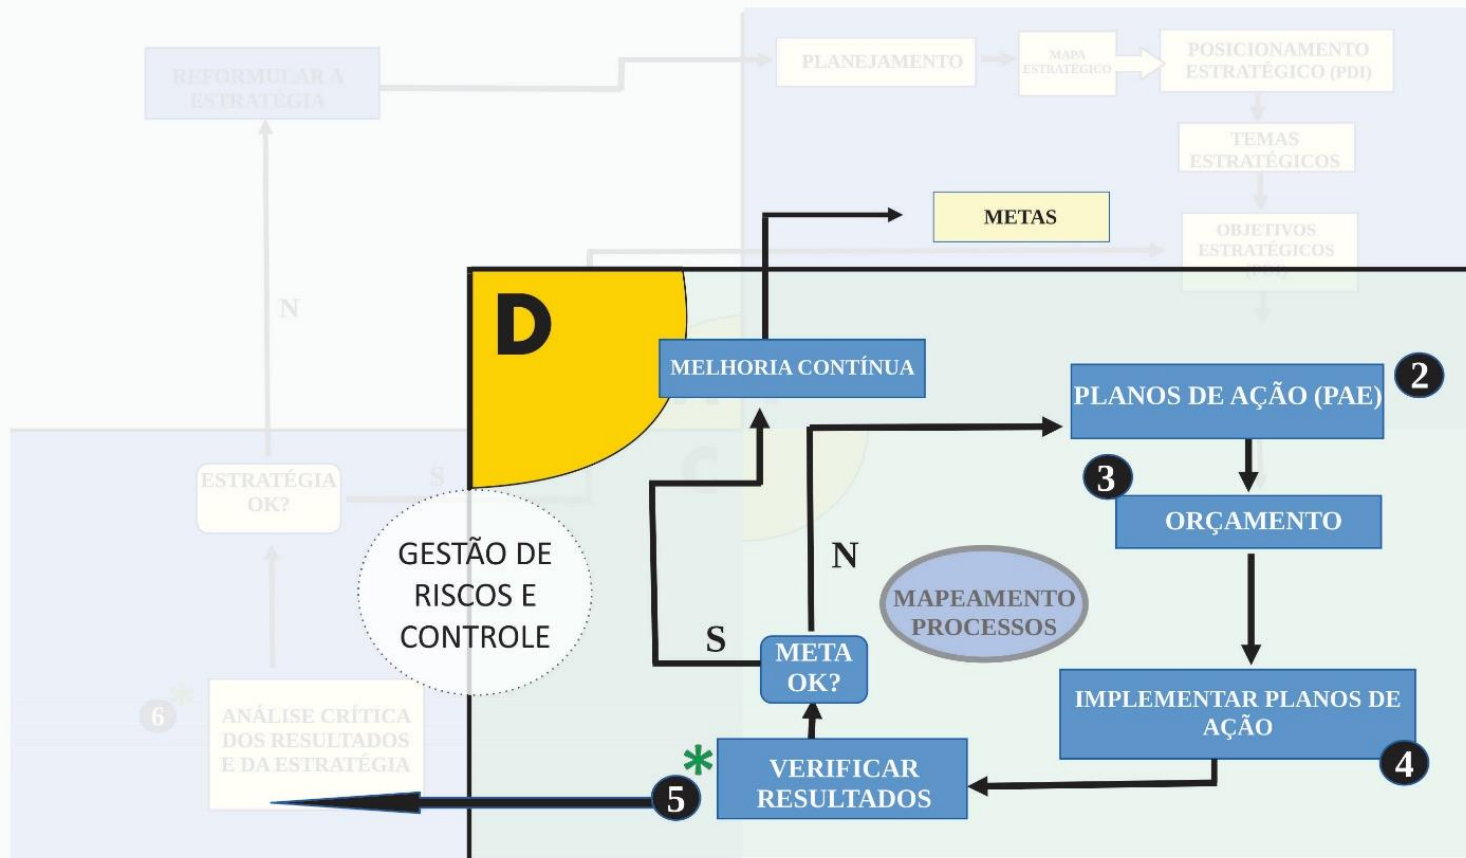 REFORMULAR A
ESTRATÉGIA
PLANEJAMENTO
MAPA
ESTRATÉGICO
POSICIONAMENTO
ESTRATÉGICO (PDI)
TEMAS
ESTRATÉGICOS
METAS
OBJETIVOS
ESTRATÉGICOS
(PDI)
N
D
MELHORIA CONTÍNUA
2
PLANOS DE AÇÃO (PAE)
C
ESTRATÉGIA
OK?
S
3
ORÇAMENTO
GESTÃO DE
RISCOS E
CONTROLE
N
MAPEAMENTO
PROCESSOS
S
META
OK?
6
*
ANÁLISE CRÍTICA
DOS RESULTADOS
E DA ESTRATÉGIA
IMPLEMENTAR PLANOS DE
AÇÃO
4
*
5
VERIFICAR
RESULTADOS